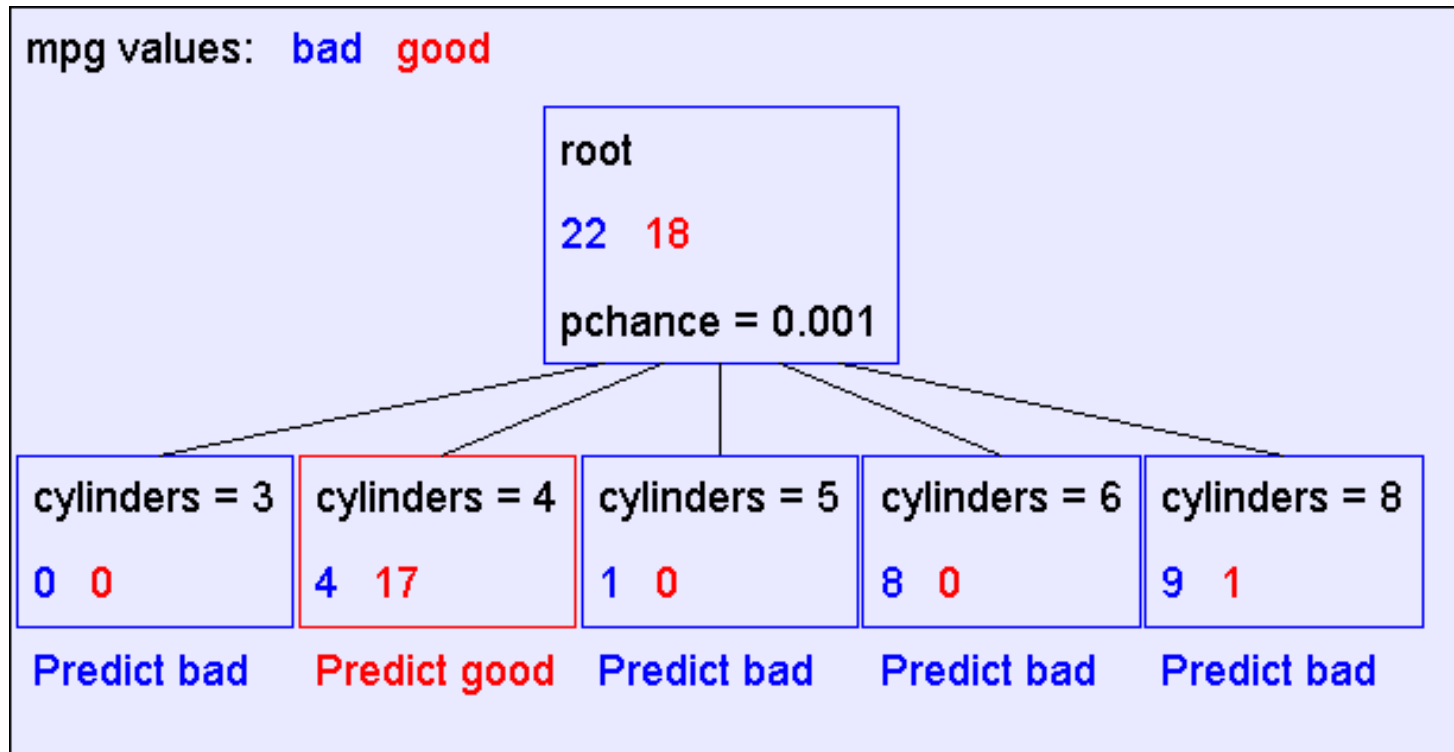 mpg values: bad good
root
22 18
pchance = 0.001
cylinders = 3 cylinders = 4 cylinders = 5 cylinders = 6 cylinders = 8
0 0 4 17 1 0 8 0 9 1
Predict bad Predict good Predict bad Predict bad Predict bad